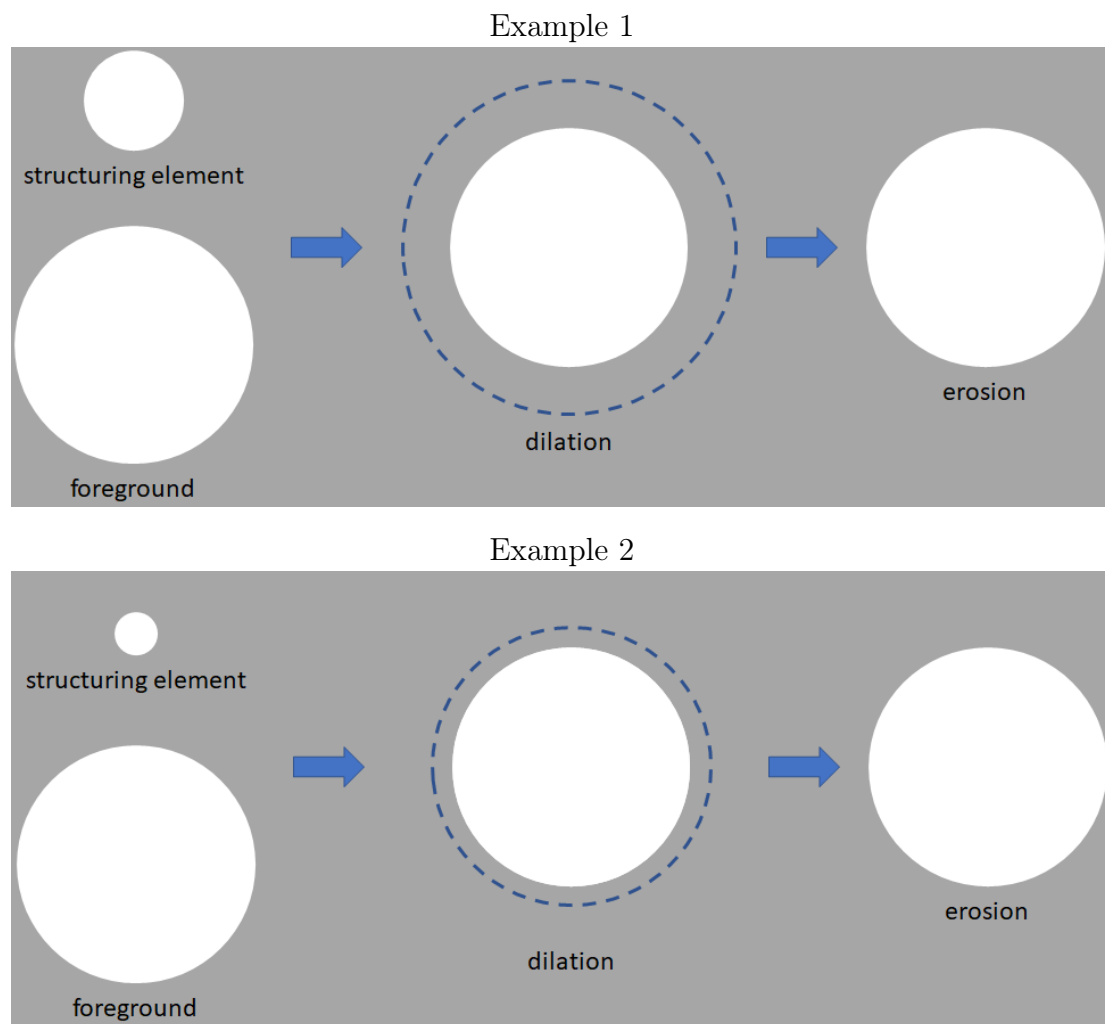 Example 1
structuring element
foreground
dilation
erosion
Example 2
structuring element
foreground
dilation
erosion